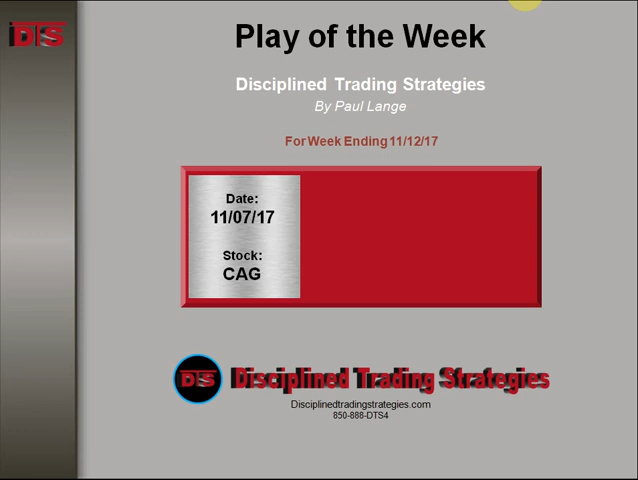 DTS
Play of the Week
Disciplined Trading Strategies
By Paul Lange
For Week Ending 11/12/17
Date:
11/07/17
Stock:
CAG
DTS Disciplined Trading Strategies
Disciplinedtradingstrategies.com
850-888-DTS4